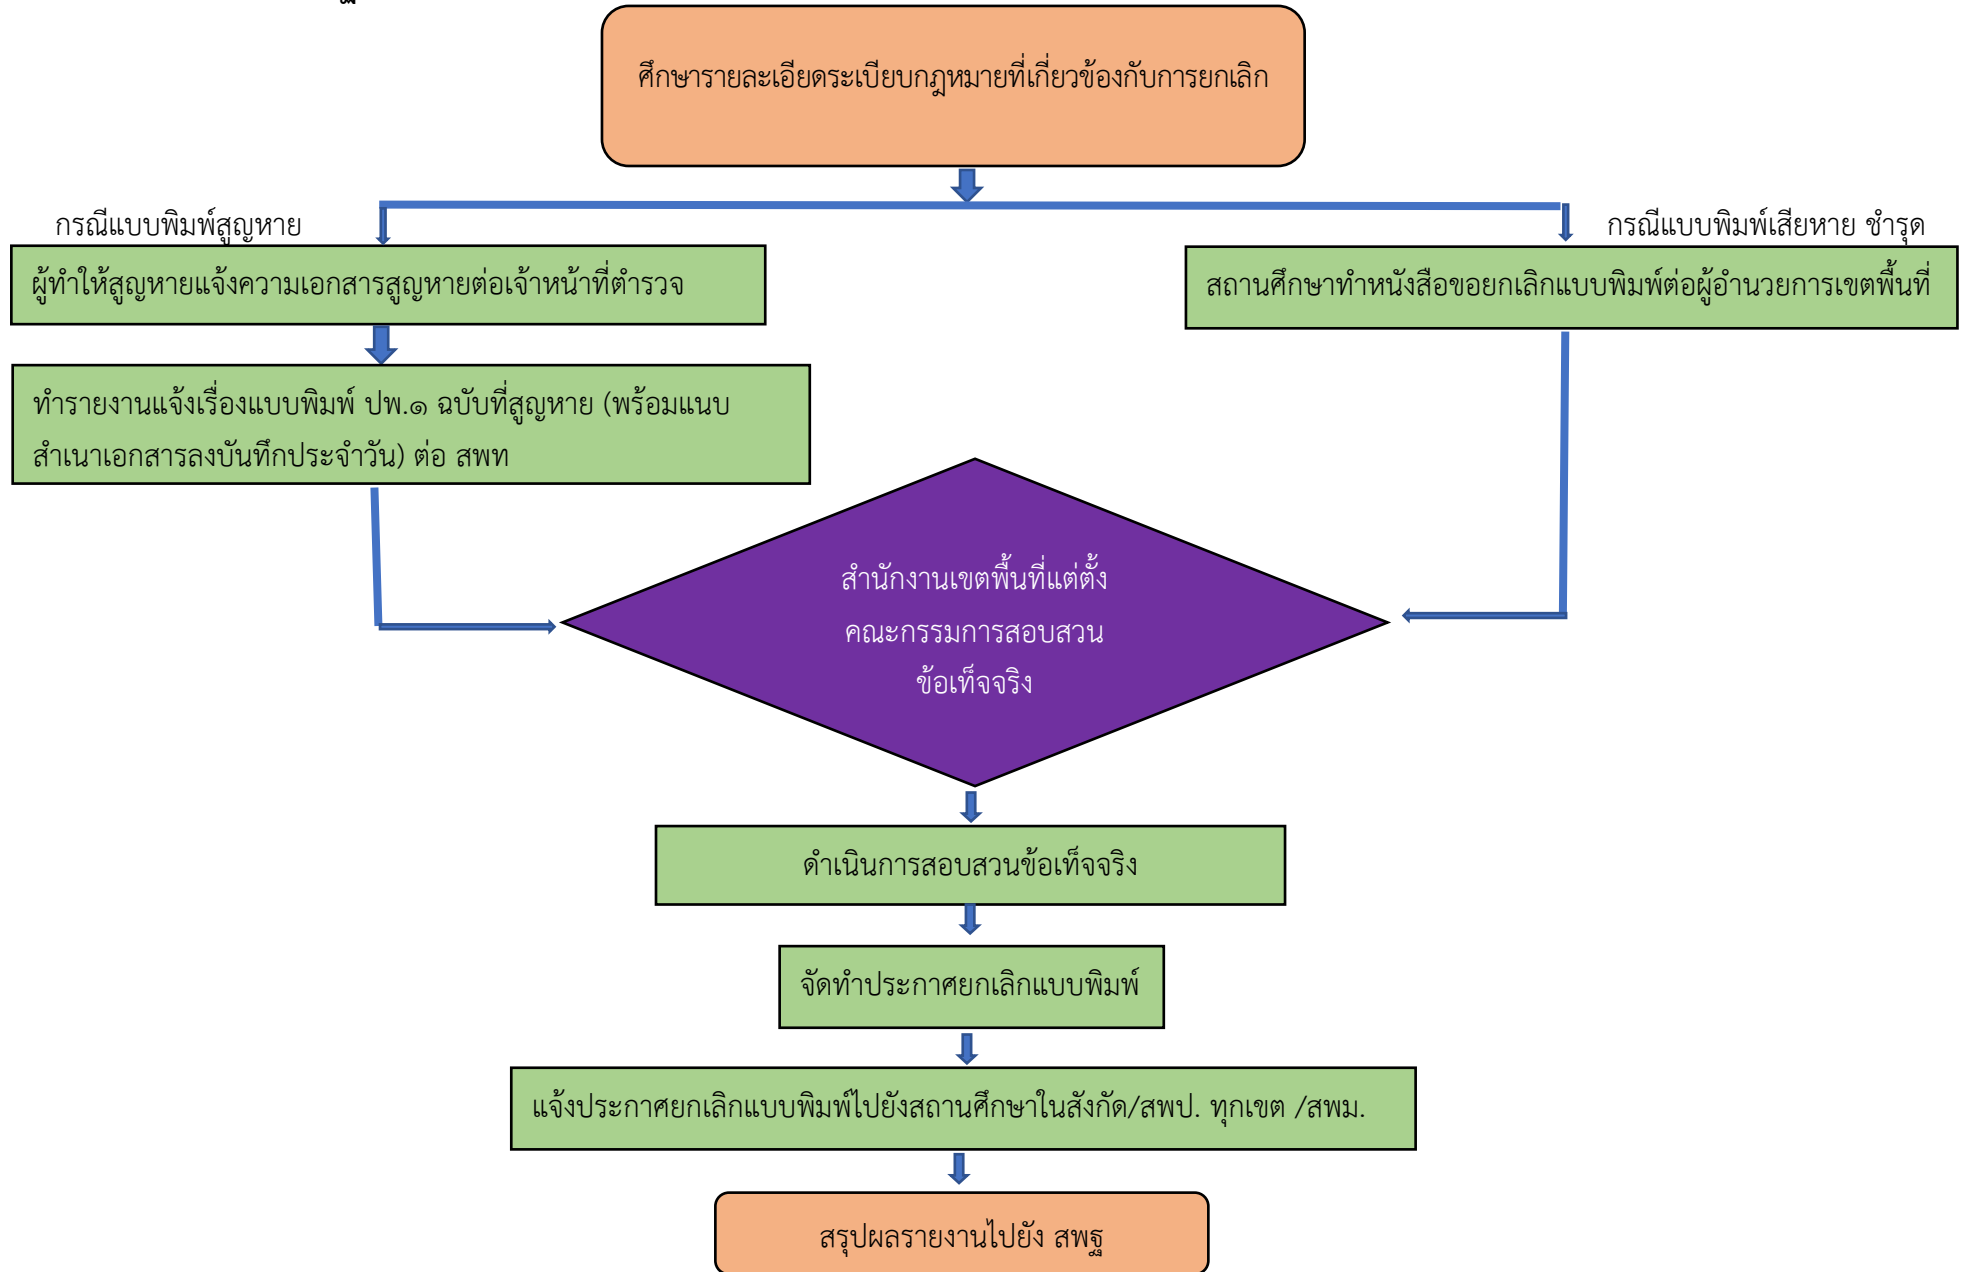 ศึกษารายละเอียดระเบียบกฎหมายที่เกี่ยวข้องกับการยกเลิก
กรณีแบบพิมพ์สูญหาย
กรณีแบบพิมพ์เสียหาย ชำรุด
ผู้ทำให้สูญหายแจ้งความเอกสารสูญหายต่อเจ้าหน้าที่ตำรวจ
สถานศึกษาทำหนังสือขอยกเลิกแบบพิมพ์ต่อผู้อำนวยการเขตพื้นที่
ทำรายงานแจ้งเรื่องแบบพิมพ์ ปพ.๑ ฉบับที่สูญหาย (พร้อมแนบ
สำเนาเอกสารลงบันทึกประจำวัน) ต่อ สพท
สำนักงานเขตพื้นที่แต่ตั้ง
คณะกรรมการสอบสวน
ข้อเท็จจริง
ดำเนินการสอบสวนข้อเท็จจริง
จัดทำประกาศยกเลิกแบบพิมพ์
แจ้งประกาศยกเลิกแบบพิมพ์ไปยังสถานศึกษาในสังกัด/สพป. ทุกเขต /สพม.
สรุปผลรายงานไปยัง สพฐ